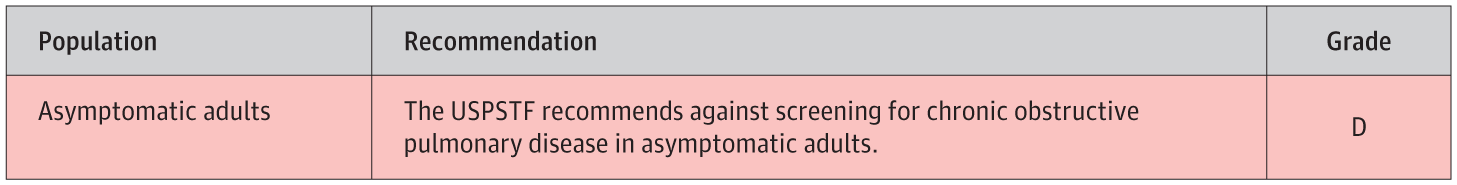 Population Recommendation Grade
Asymptomatic adults The USPSTF recommends against screening for chronic obstructive
pulmonary disease in asymptomatic adults.
D